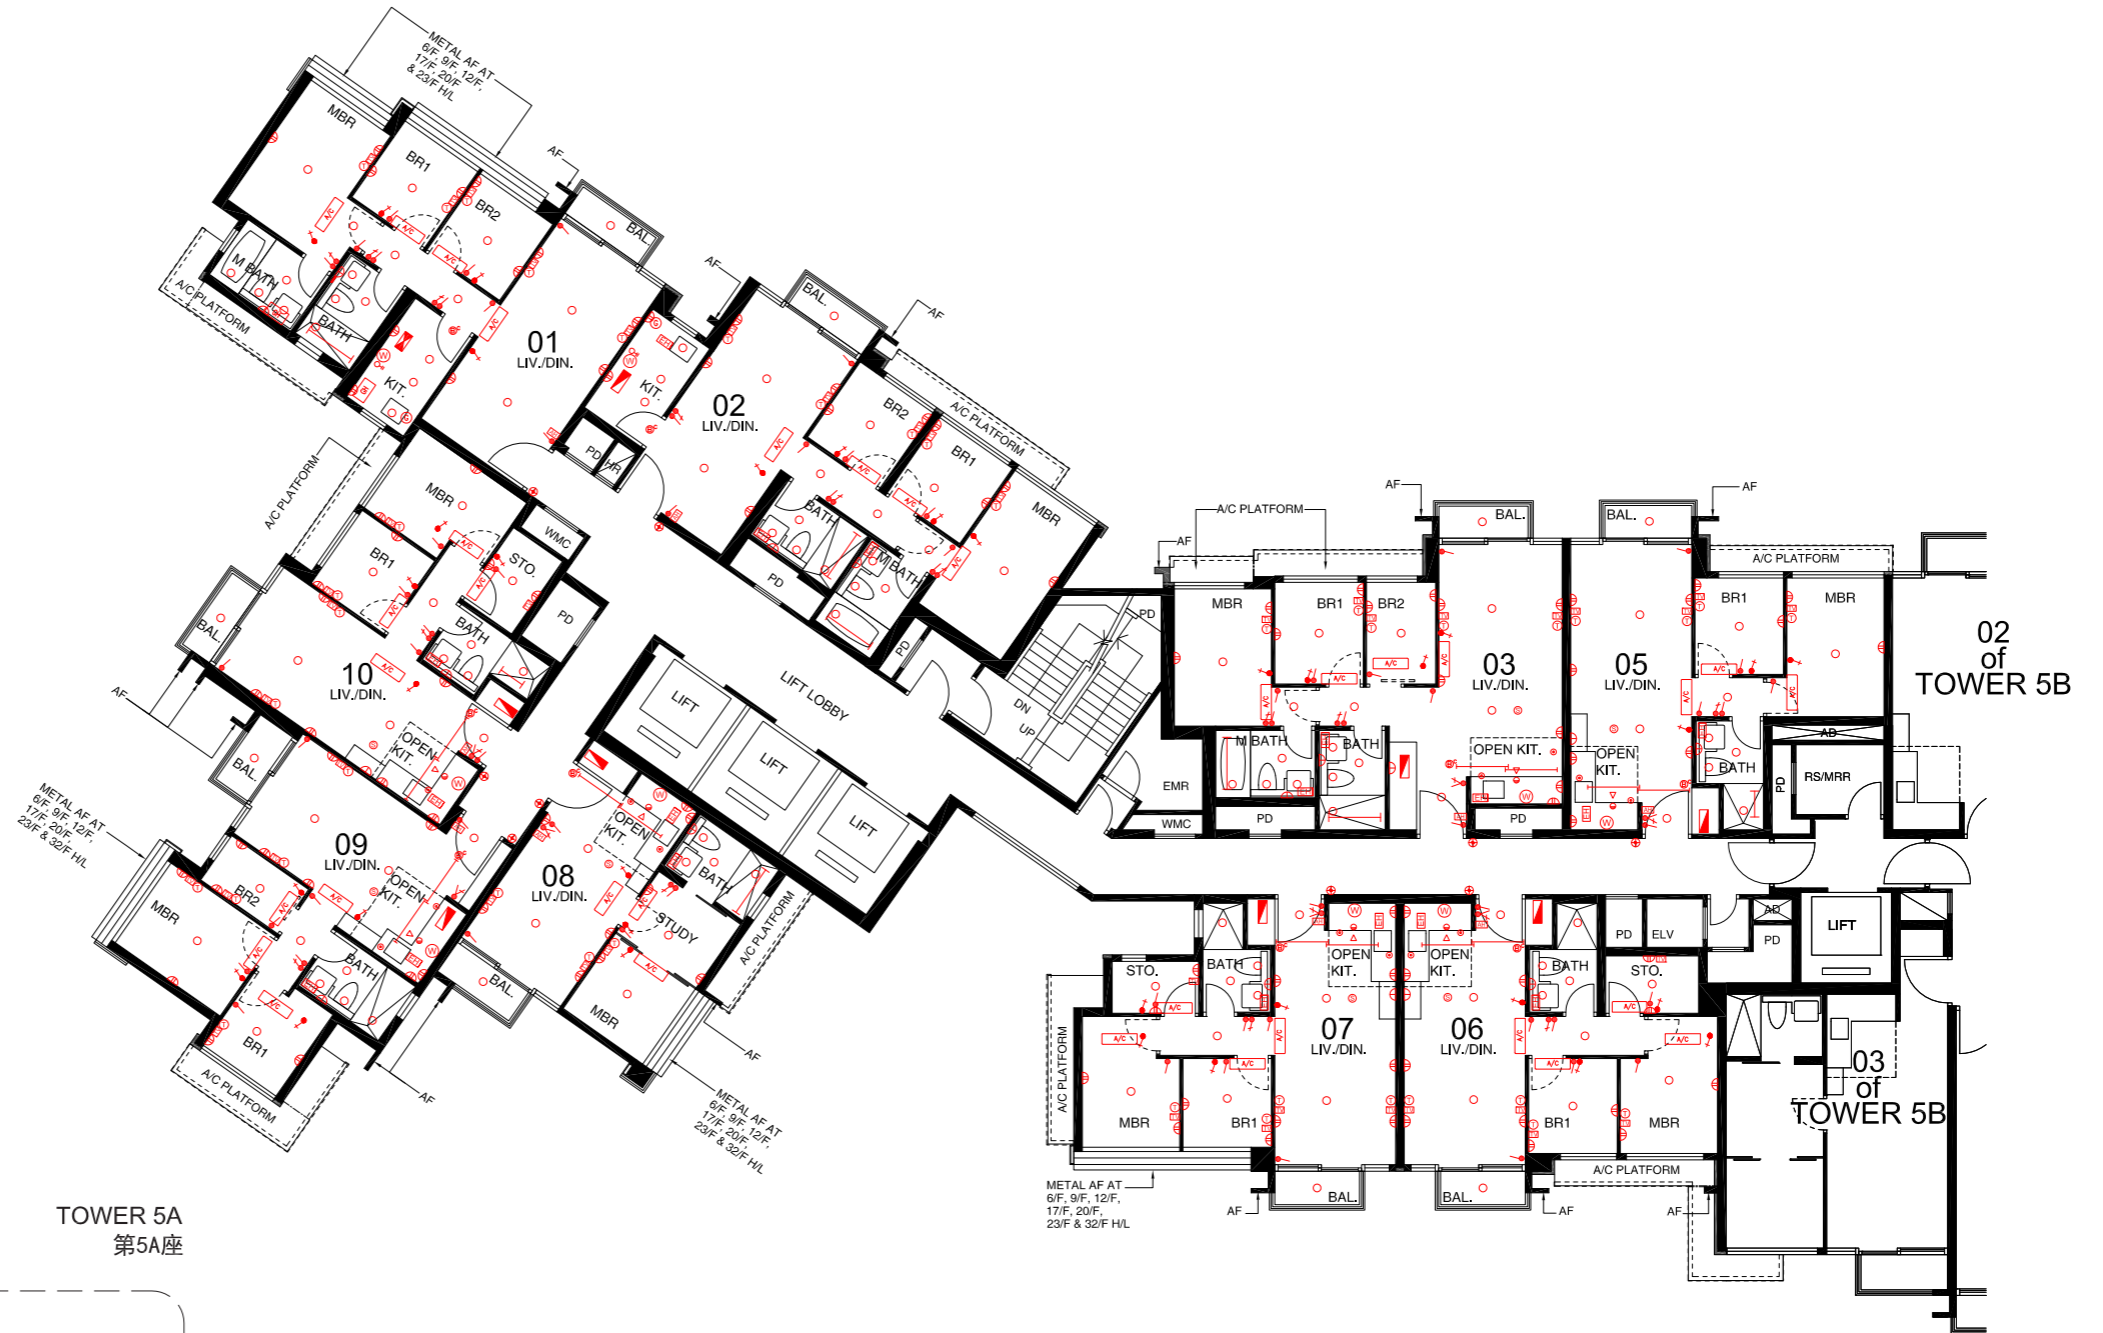 METAL AF AT
6/F, 9/F, 12/F,
17/F, 20/F
& 23/F H/L
MBR
BR1
BR2
AF
BAL.
M BATH
BATH
A/C PLATFORM
KIT.
01
LIV./DIN.
AF
BAL.
AF
KIT.
02
LIV./DIN.
BR2
BR1
MBR
A/C PLATFORM
PD
HR
BATH
M BATH
PD
PD
A/C PLATFORM
MBR
BR1
STO.
WMC
PD
BATH
BAL.
10
LIV./DIN.
OPEN
KIT.
AF
LIFT
LIFT
LIFT
LIFT LOBBY
DN
UP
PD
EMR
WMC
METAL AF AT
6/F, 9/F, 12/F,
17/F, 20/F,
23/F & 32/F H/L
BAL.
09
LIV./DIN.
OPEN
KIT.
MBR
BR2
BR1
BATH
A/C PLATFORM
AF
08
LIV./DIN.
OPEN
KIT.
BATH
STUDY
MBR
BAL.
A/C PLATFORM
AF
METAL AF AT
6/F, 9/F, 12/F,
17/F, 20/F,
23/F & 32/F H/L
AF
AF
A/C PLATFORM
BAL.
MBR
BR1
BR2
03
LIV./DIN.
OPEN KIT.
M BATH
BATH
PD
PD
BAL.
AF
A/C PLATFORM
05
LIV./DIN.
BR1
MBR
OPEN
KIT.
BATH
AD
PD
RS/MRR
02
of
TOWER 5B
STO.
BATH
OPEN
KIT.
07
LIV./DIN.
MBR
BR1
A/C PLATFORM
METAL AF AT
6/F, 9/F, 12/F,
17/F, 20/F,
23/F & 32/F H/L
AF
BAL.
OPEN
KIT.
06
LIV./DIN.
BATH
STO.
BR1
MBR
BAL.
AF
A/C PLATFORM
AF
PD
ELV
AD
PD
LIFT
03
of
TOWER 5B
TOWER 5A
第5A座